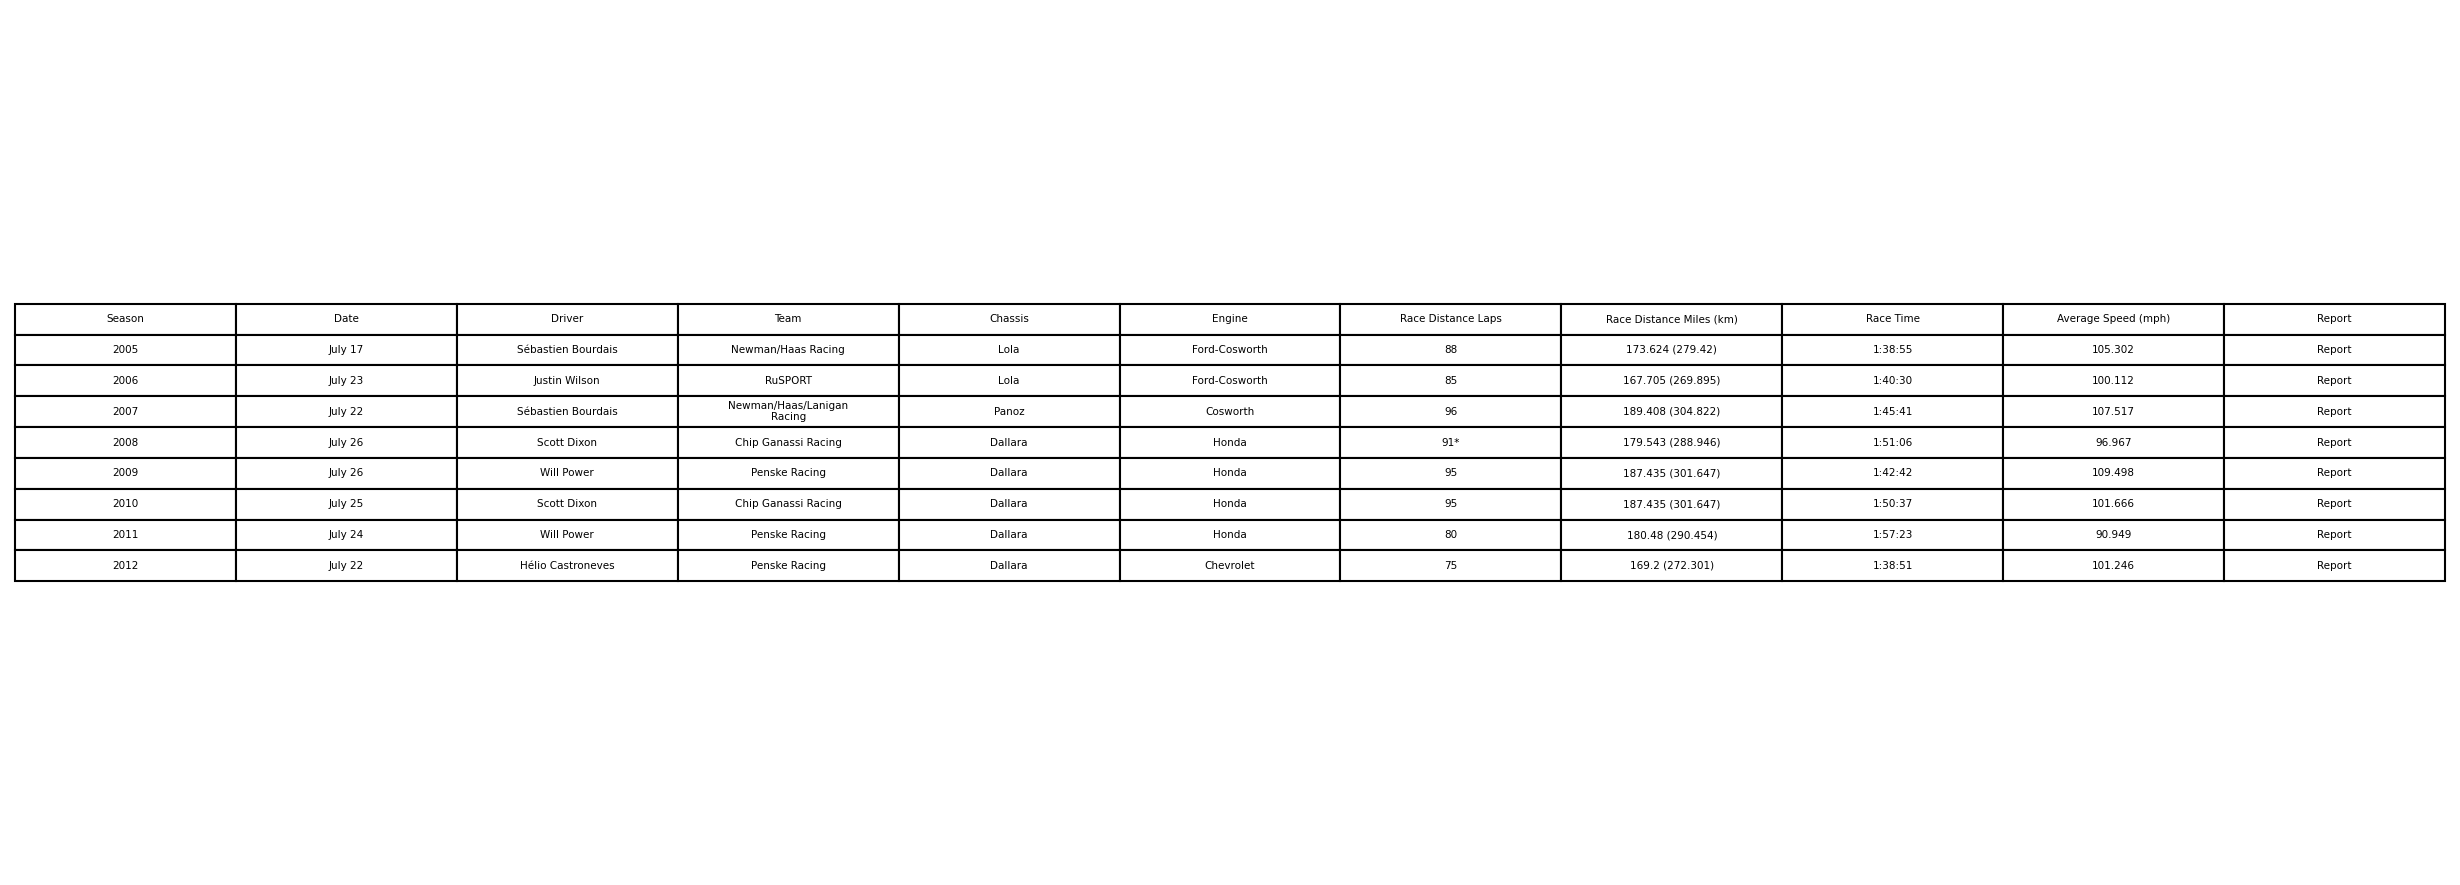 Season Date Driver Team Chassis Engine Race Distance Laps Race Distance Miles (km) Race Time Average Speed (mph) Report
2005 July 17 Sébastien Bourdais Newman/Haas Racing Lola Ford-Cosworth 88 173.624 (279.42) 1:38:55 105.302 Report
2006 July 23 Justin Wilson RuSPORT Lola Ford-Cosworth 85 167.705 (269.895) 1:40:30 100.112 Report
2007 July 22 Sébastien Bourdais Newman/Haas/Lanigan Racing Panoz Cosworth 96 189.408 (304.822) 1:45:41 107.517 Report
2008 July 26 Scott Dixon Chip Ganassi Racing Dallara Honda 91* 179.543 (288.946) 1:51:06 96.967 Report
2009 July 26 Will Power Penske Racing Dallara Honda 95 187.435 (301.647) 1:42:42 109.498 Report
2010 July 25 Scott Dixon Chip Ganassi Racing Dallara Honda 95 187.435 (301.647) 1:50:37 101.666 Report
2011 July 24 Will Power Penske Racing Dallara Honda 80 180.48 (290.454) 1:57:23 90.949 Report
2012 July 22 Hélio Castroneves Penske Racing Dallara Chevrolet 75 169.2 (272.301) 1:38:51 101.246 Report